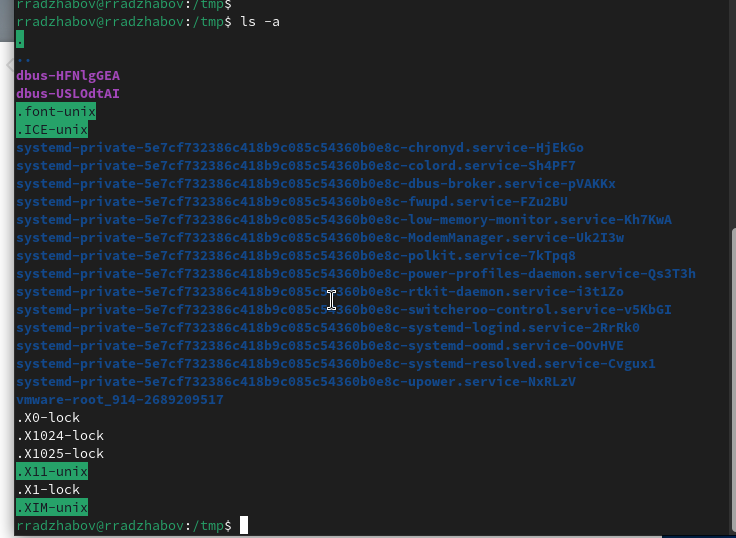 rradzhabov@rradzhabov:/tmp$
rradzhabov@rradzhabov:/tmp$ ls -a
.
..
dbus-HFNlgGEA
dbus-USLOdtAI
.font-unix
.ICE-unix
systemd-private-5e7cf732386c418b9c085c54360b0e8c-chronyd.service-HjEkGo
systemd-private-5e7cf732386c418b9c085c54360b0e8c-colord.service-Sh4PF7
systemd-private-5e7cf732386c418b9c085c54360b0e8c-dbus-broker.service-pVAKKx
systemd-private-5e7cf732386c418b9c085c54360b0e8c-fwupd.service-FZu2BU
systemd-private-5e7cf732386c418b9c085c54360b0e8c-low-memory-monitor.service-Kh7KwA
systemd-private-5e7cf732386c418b9c085c54360b0e8c-ModemManager.service-Uk2I3w
systemd-private-5e7cf732386c418b9c085c54360b0e8c-polkit.service-7kTpq8
systemd-private-5e7cf732386c418b9c085c54360b0e8c-power-profiles-daemon.service-Qs3T3h
systemd-private-5e7cf732386c418b9c085c54360b0e8c-rtkit-daemon.service-i3t1Zo
systemd-private-5e7cf732386c418b9c085c54360b0e8c-switcheroo-control.service-v5KbGI
systemd-private-5e7cf732386c418b9c085c54360b0e8c-systemd-logind.service-2RrRk0
systemd-private-5e7cf732386c418b9c085c54360b0e8c-systemd-oomd.service-OOvHVE
systemd-private-5e7cf732386c418b9c085c54360b0e8c-systemd-resolved.service-Cvgux1
systemd-private-5e7cf732386c418b9c085c54360b0e8c-upower.service-NxRLzV
vmware-root_914-2689209517
.X0-lock
.X1024-lock
.X1025-lock
.X11-unix
.X1-lock
.XIM-unix
rradzhabov@rradzhabov:/tmp$